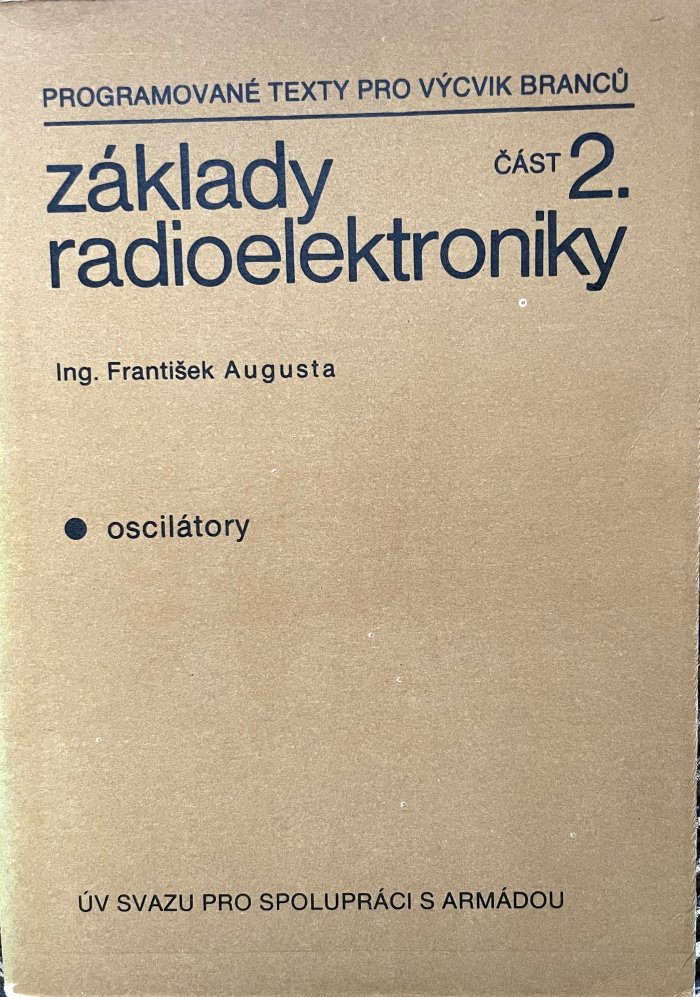 PROGRAMOVANÉ TEXTY PRO VÝCVIK BRANCŮ
základy ČÁST 2.
radioelektroniky
Ing. František Augusta
● oscilátory
ÚV SVAZU PRO SPOLUPRÁCI S ARMÁDOU